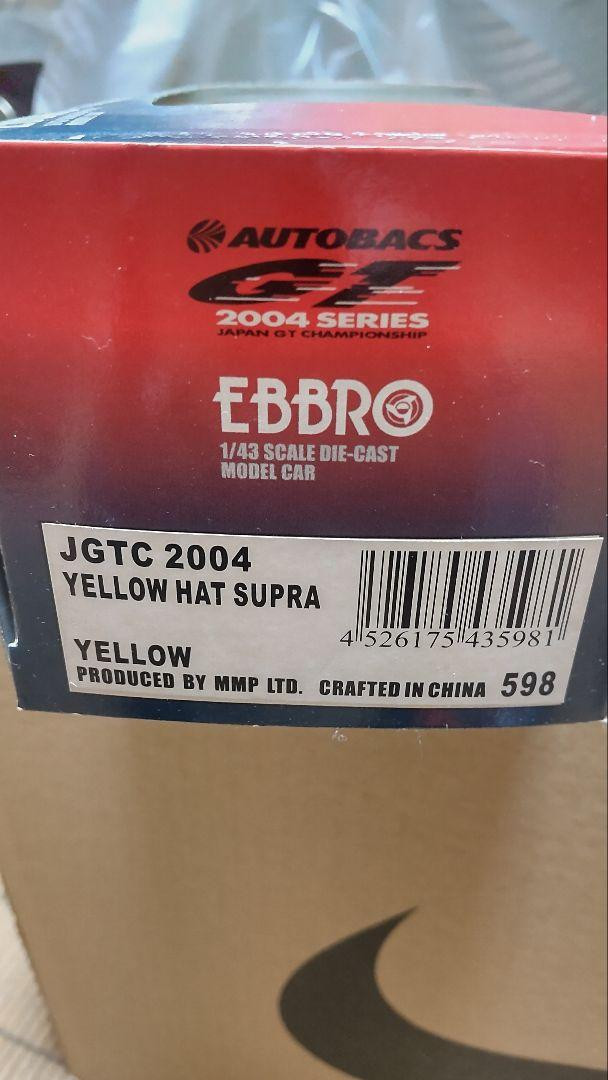 AUTOBACS
GT
2004 SERIES
JAPAN GT CHAMPIONSHIP
EBBRO
1/43 SCALE DIE-CAST
MODEL CAR
JGTC 2004
YELLOW HAT SUPRA
4 526175 435981
YELLOW
PRODUCED BY MMP LTD. CRAFTED IN CHINA 598